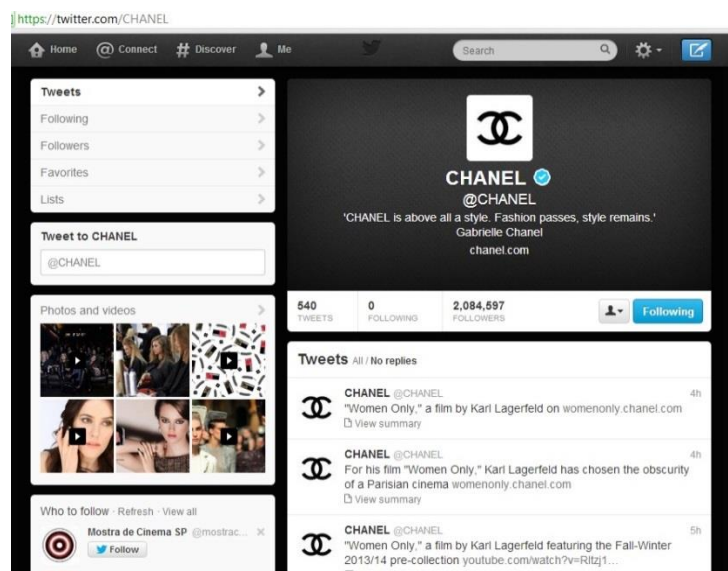 https://twitter.com/CHANEL
Home @ Connect # Discover Me
Search
Tweets
Following
Followers
Favorites
Lists
Tweet to CHANEL
@CHANEL
Photos and videos
Who to follow · Refresh · View all
Mostra de Cinema SP @mostrac... ×
Follow
CHANEL
@CHANEL
'CHANEL is above all a style. Fashion passes, style remains.'
Gabrielle Chanel
chanel.com
540 0 2,084,597
TWEETS FOLLOWING FOLLOWERS
Following
Tweets All / No replies
CHANEL @CHANEL 4h
"Women Only," a film by Karl Lagerfeld on womenonly.chanel.com
View summary
CHANEL @CHANEL 4h
For his film "Women Only," Karl Lagerfeld has chosen the obscurity
of a Parisian cinema womenonly.chanel.com
View summary
CHANEL @CHANEL 5h
"Women Only," a film by Karl Lagerfeld featuring the Fall-Winter
2013/14 pre-collection youtube.com/watch?v=Rltzj1...